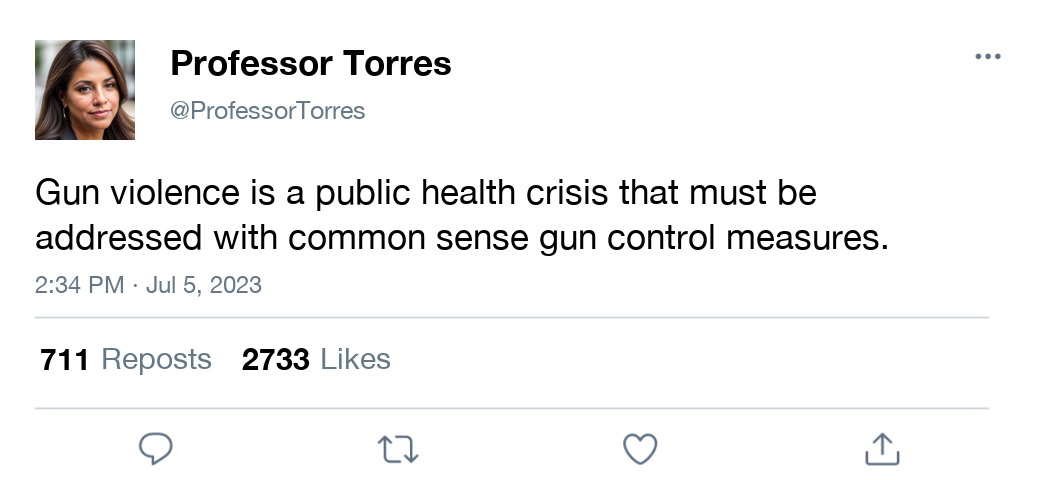 Professor Torres
@ProfessorTorres
Gun violence is a public health crisis that must be
addressed with common sense gun control measures.
2:34 PM · Jul 5, 2023
711 Reposts 2733 Likes